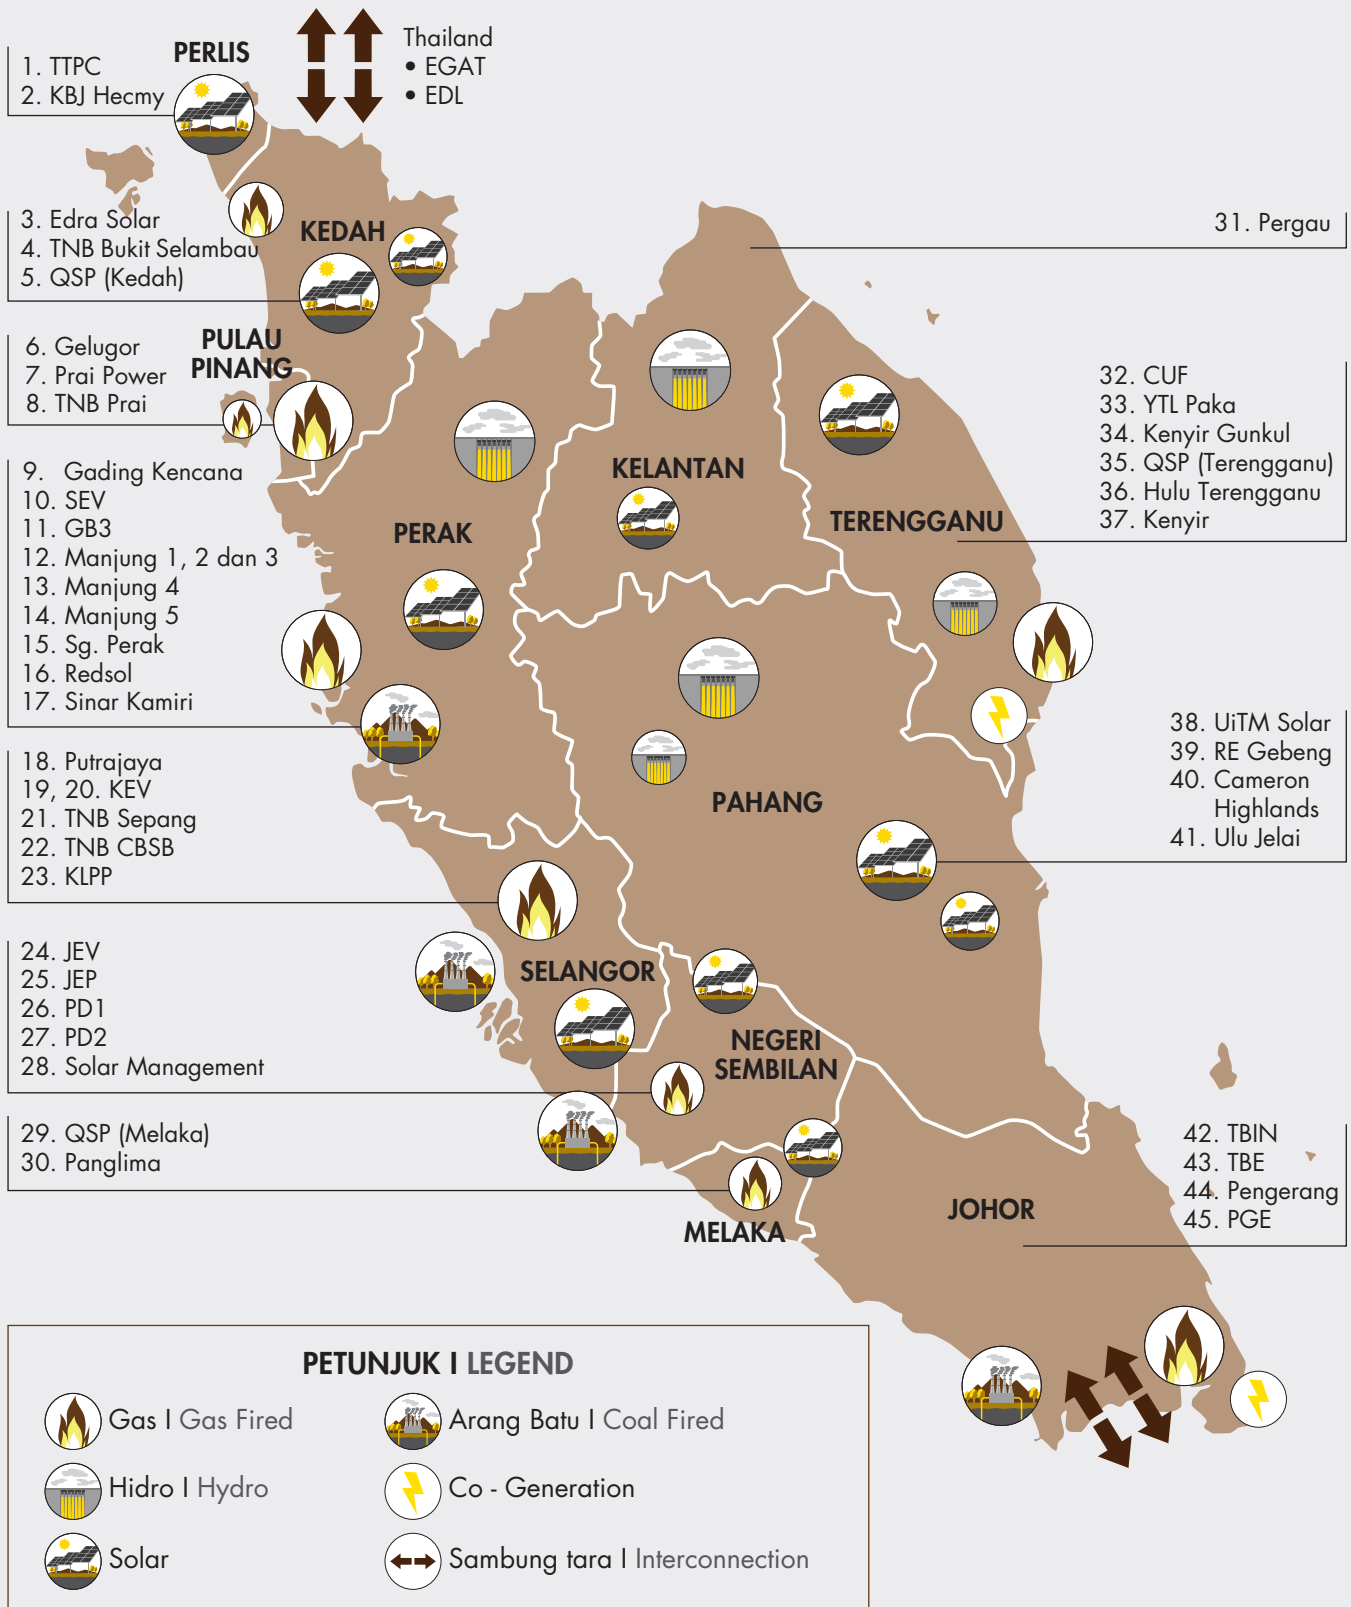 PERLIS
Thailand
• EGAT
• EDL
1. TTPC
2. KBJ Hecmy
3. Edra Solar
4. TNB Bukit Selambau
5. QSP (Kedah)
KEDAH
31. Pergau
6. Gelugor
7. Prai Power
8. TNB Prai
PULAU
PINANG
32. CUF
33. YTL Paka
34. Kenyir Gunkul
35. QSP (Terengganu)
36. Hulu Terengganu
37. Kenyir
9. Gading Kencana
10. SEV
11. GB3
12. Manjung 1, 2 dan 3
13. Manjung 4
14. Manjung 5
15. Sg. Perak
16. Redsol
17. Sinar Kamiri
PERAK
KELANTAN
TERENGGANU
18. Putrajaya
19, 20. KEV
21. TNB Sepang
22. TNB CBSB
23. KLPP
PAHANG
38. UiTM Solar
39. RE Gebeng
40. Cameron
Highlands
41. Ulu Jelai
24. JEV
25. JEP
26. PD1
27. PD2
28. Solar Management
SELANGOR
NEGERI
SEMBILAN
29. QSP (Melaka)
30. Panglima
MELAKA
JOHOR
42. TBIN
43. TBE
44. Pengerang
45. PGE
PETUNJUK I LEGEND
Gas I Gas Fired
Arang Batu I Coal Fired
Hidro I Hydro
Co - Generation
Solar
Sambung tara I Interconnection